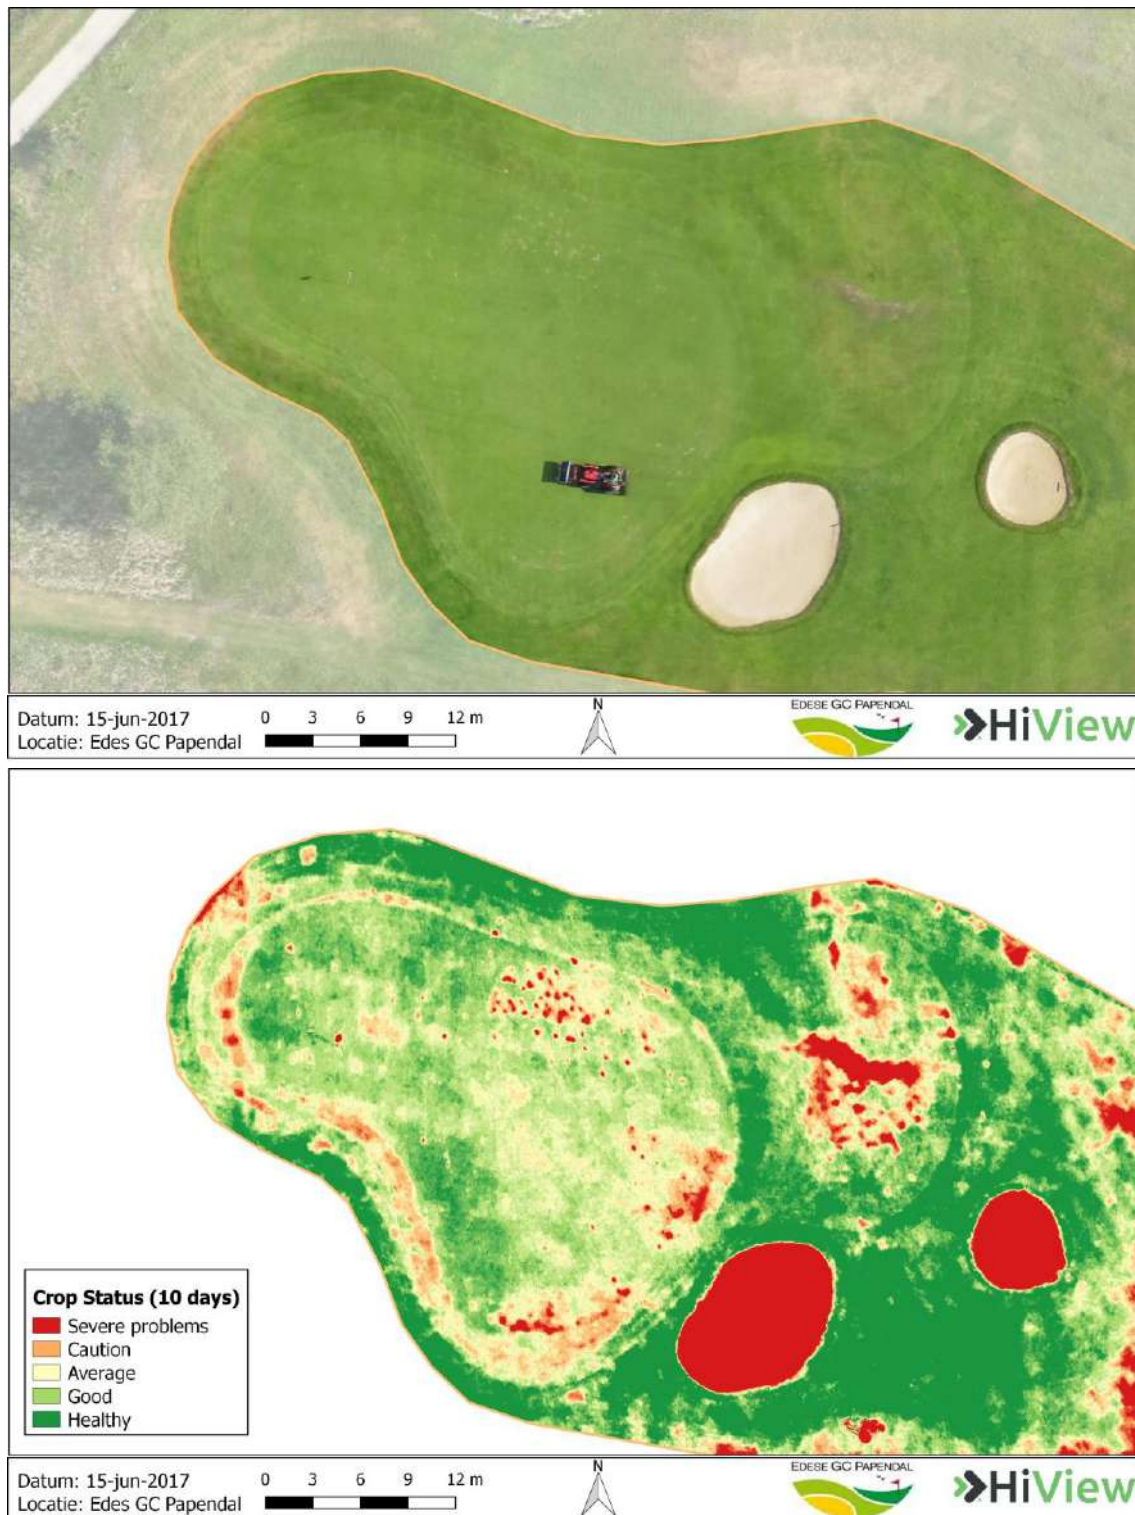 Datum: 15-jun-2017
Locatie: Edes GC Papendal
0 3 6 9 12 m
N
EDESE GC PAPENDAL
HiView
Crop Status (10 days)
Severe problems
Caution
Average
Good
Healthy
Datum: 15-jun-2017
Locatie: Edes GC Papendal
0 3 6 9 12 m
N
EDESE GC PAPENDAL
HiView